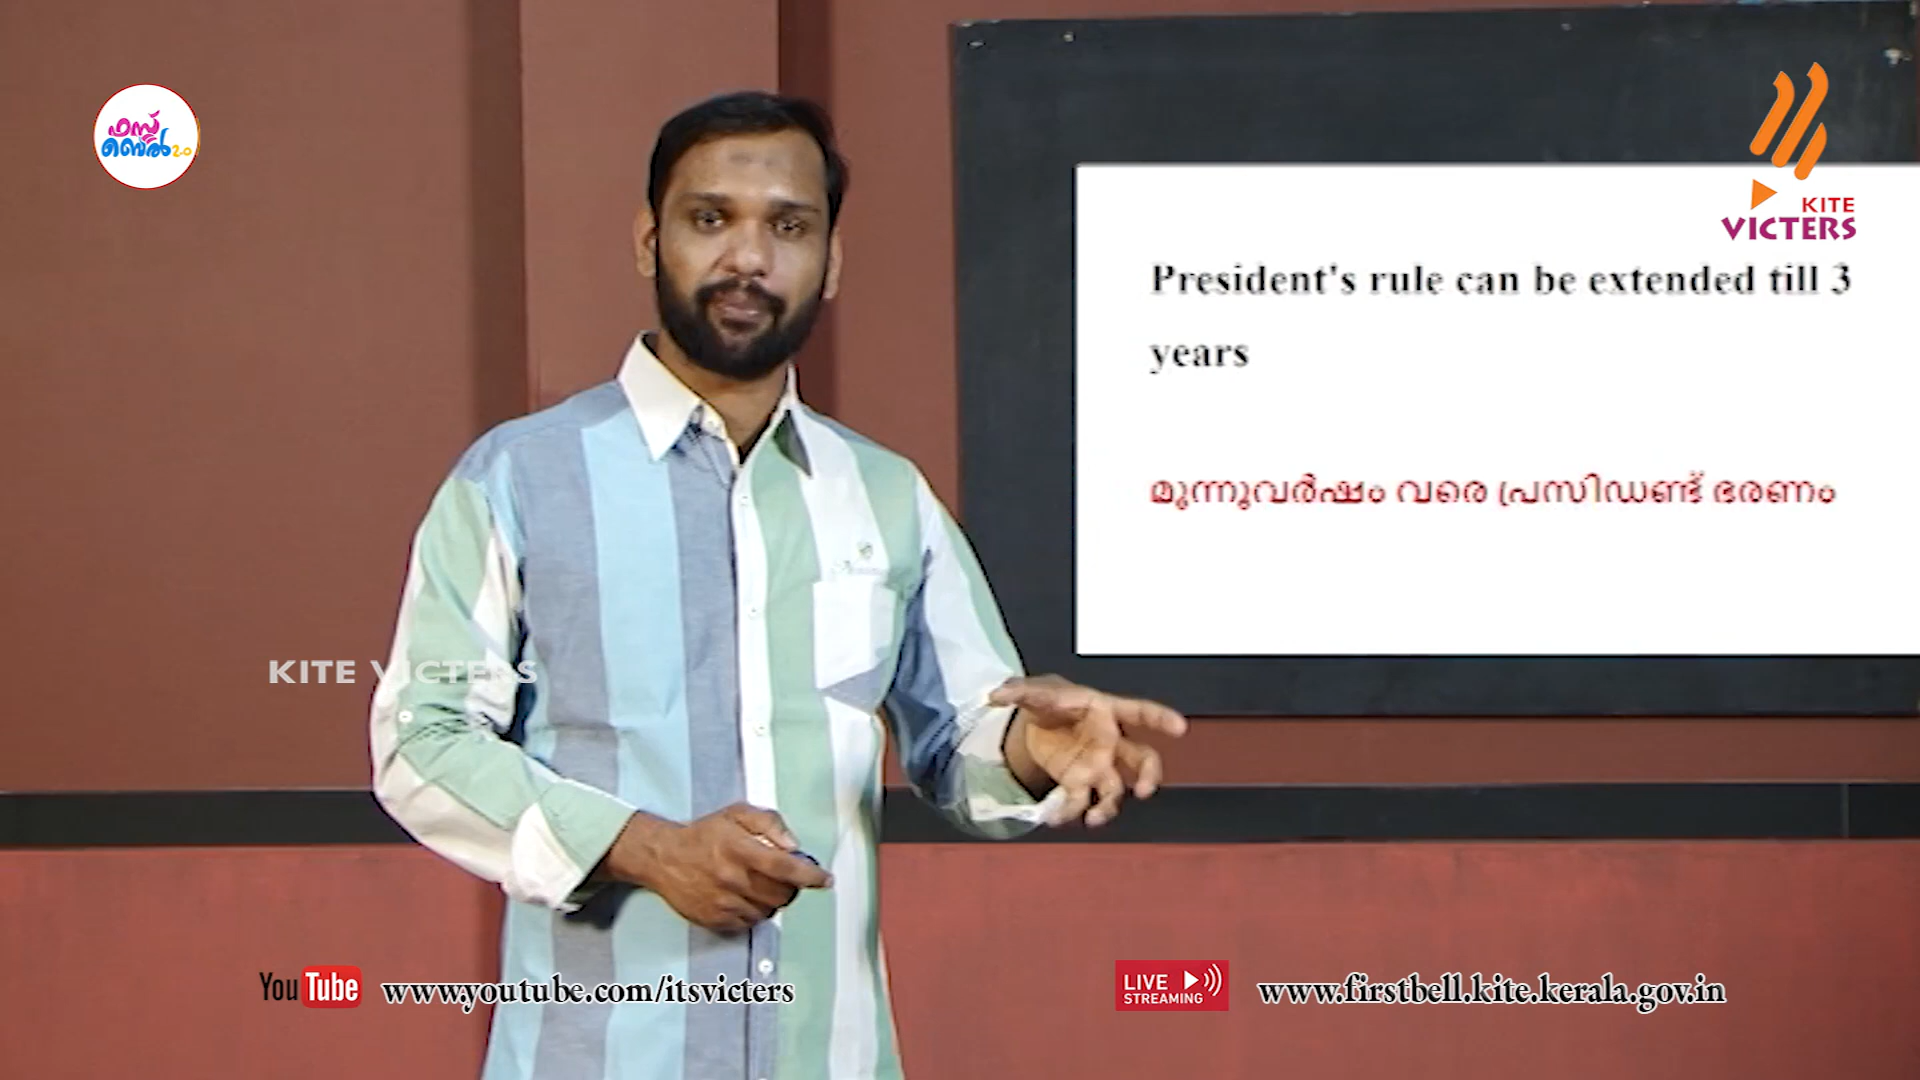 ഫസ്റ്റ്
ബെൽ 2.0
KITE
VICTERS
President's rule can be extended till 3
years
മൂന്നുവർഷം വരെ പ്രസിഡണ്ട് ഭരണം
KITE VICTERS
YouTube www.youtube.com/itsvicters
LIVE STREAMING www.firstbell.kite.kerala.gov.in